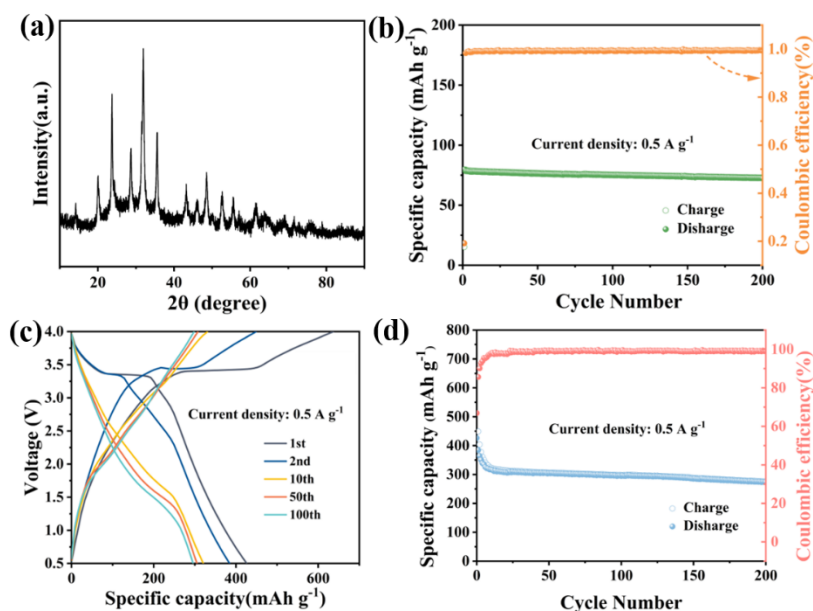 (a)
Intensity(a.u.)
20
40
60
80
2θ (degree)
(b)
200
175
150
125
100
75
50
25
0
Specific capacity (mAh g⁻¹)
Current density: 0.5 A g⁻¹
Charge
Disharge
0
50
100
150
200
Cycle Number
1.0
0.8
0.6
0.4
0.2
Coulombic efficiency(%)
(c)
4.0
3.5
3.0
2.5
2.0
1.5
1.0
0.5
Voltage (V)
Current density: 0.5 A g⁻¹
1st
2nd
10th
50th
100th
0
200
400
600
Specific capacity(mAh g⁻¹)
(d)
800
700
600
500
400
300
200
100
0
Specific capacity (mAh g⁻¹)
Current density: 0.5 A g⁻¹
Charge
Disharge
0
50
100
150
200
Cycle Number
100
80
60
40
20
0
Coulombic efficiency(%)